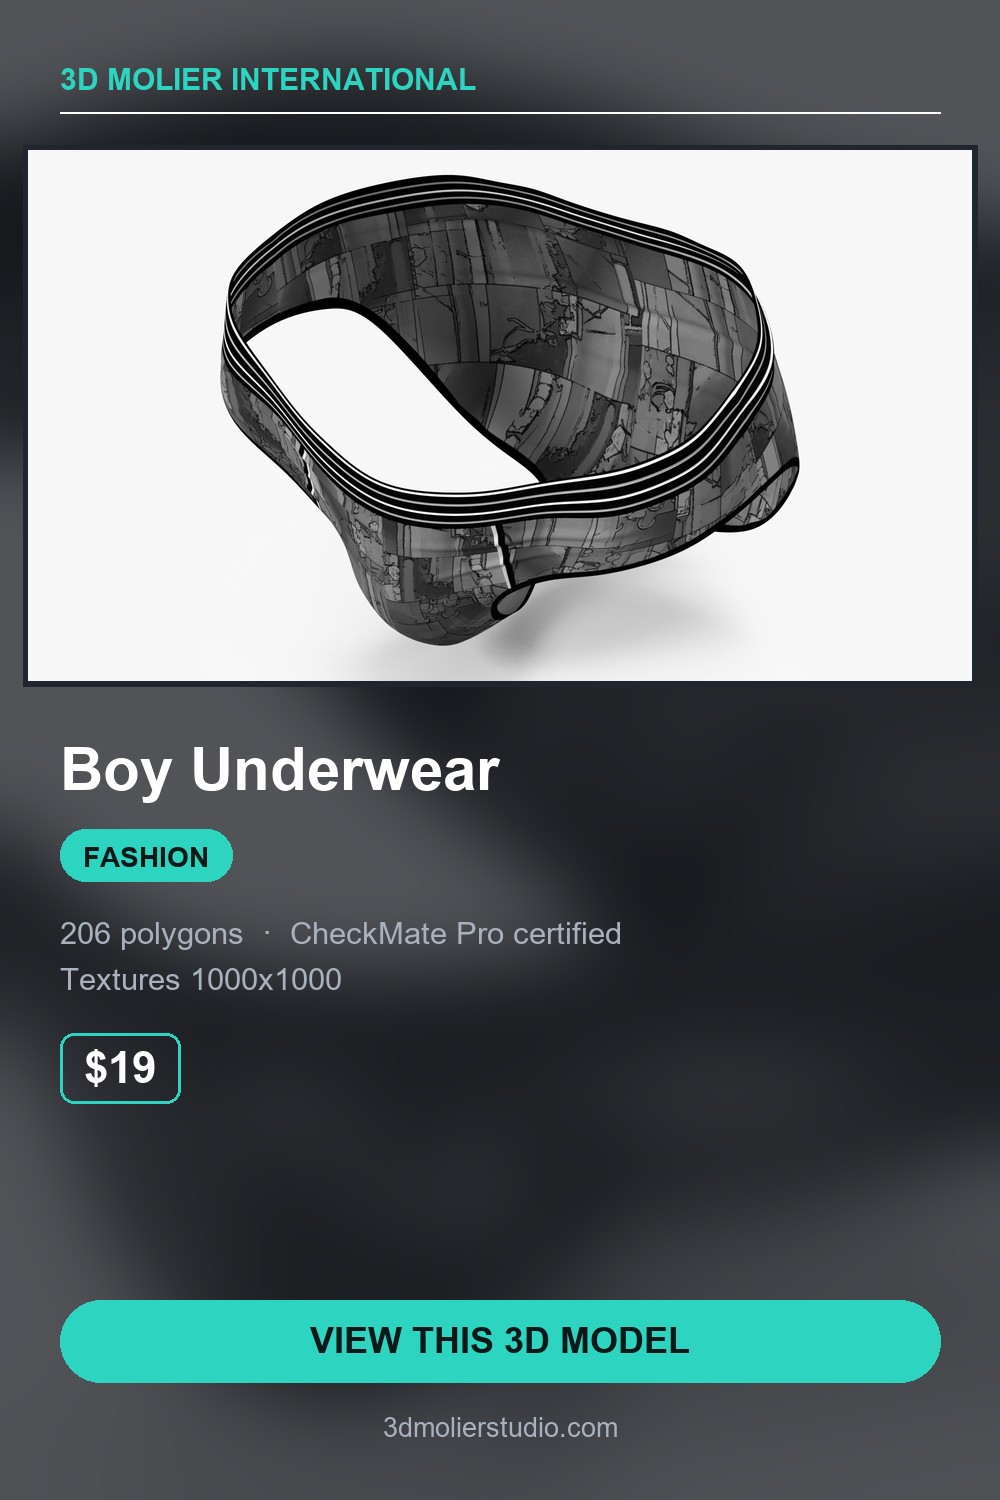 3D MOLIER INTERNATIONAL
Boy Underwear
FASHION
206 polygons · CheckMate Pro certified
Textures 1000x1000
$19
VIEW THIS 3D MODEL
3dmolierstudio.com